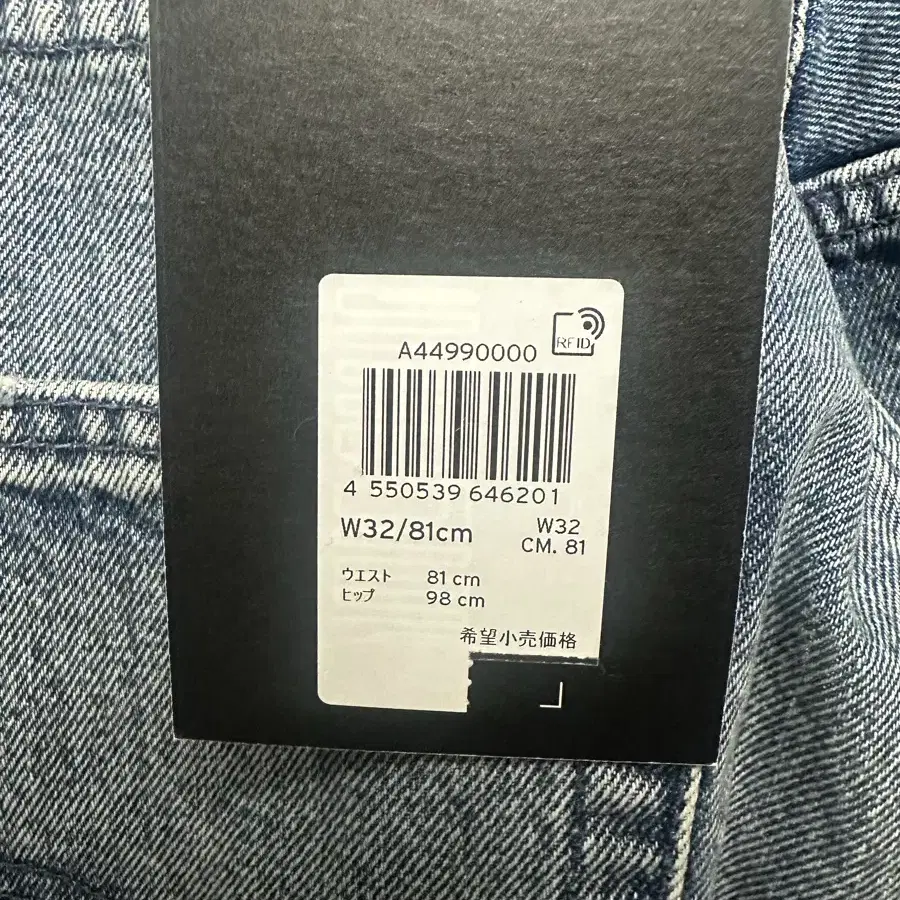 RFID
A44990000
4 550539 646201
W32/81cm
W32
CM. 81
ウエスト 81 cm
ヒップ 98 cm
希望小売価格